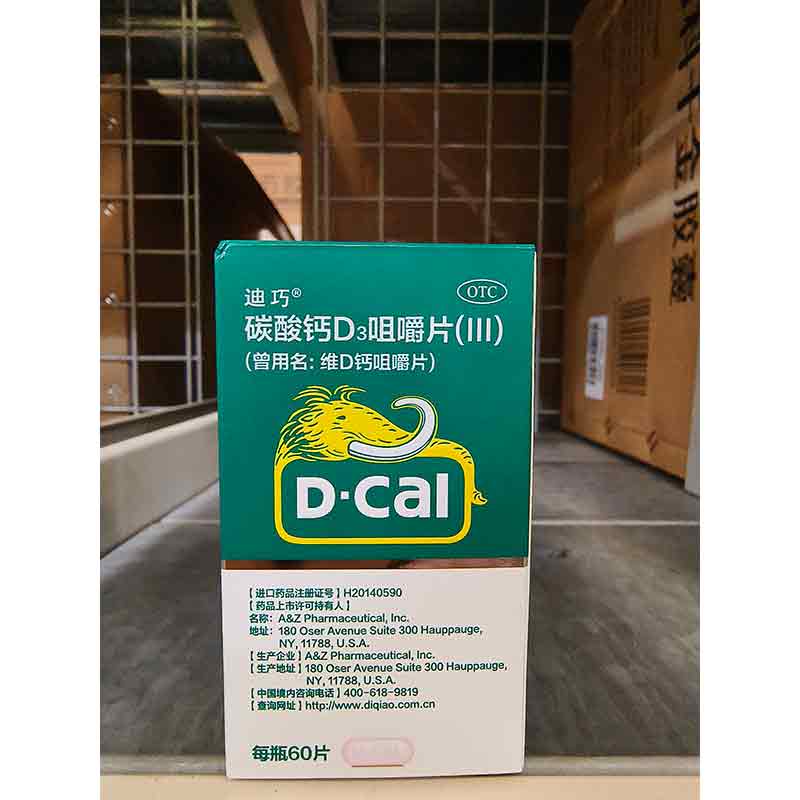 迪巧®
OTC
碳酸钙D₃咀嚼片(III)
(曾用名: 维D钙咀嚼片)
D·Cal
【进口药品注册证号】H20140590
【药品上市许可持有人】
名称: A&Z Pharmaceutical, Inc.
地址: 180 Oser Avenue Suite 300 Hauppauge,
NY, 11788, U.S.A.
【生产企业】A&Z Pharmaceutical, Inc.
【生产地址】180 Oser Avenue Suite 300 Hauppauge,
NY, 11788, U.S.A.
【中国境内咨询电话】400-618-9819
【查询网址】http://www.diqiao.com.cn
每瓶60片
千金胶囊